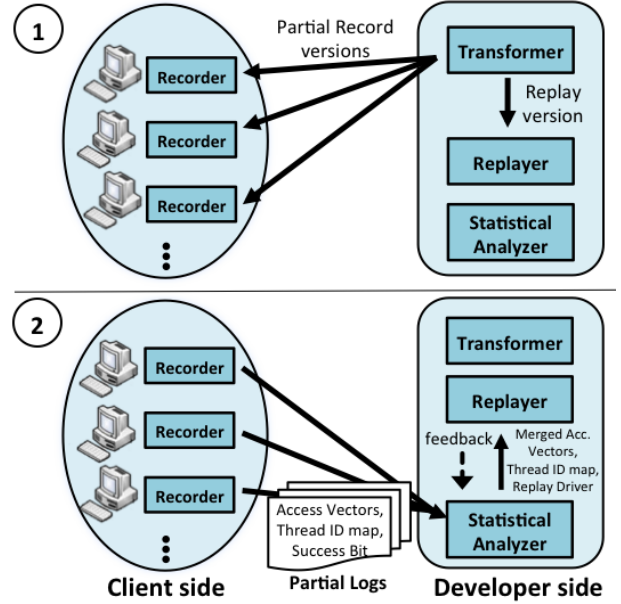 1
Partial Record
versions
Transformer
Recorder
Replay
version
Recorder
Replayer
Recorder
Statistical
Analyzer
2
Transformer
Recorder
Replayer
Recorder
feedback
Merged Acc.
Vectors,
Thread ID map,
Replay Driver
Recorder
Access Vectors,
Thread ID map,
Success Bit
Statistical
Analyzer
Client side
Partial Logs
Developer side